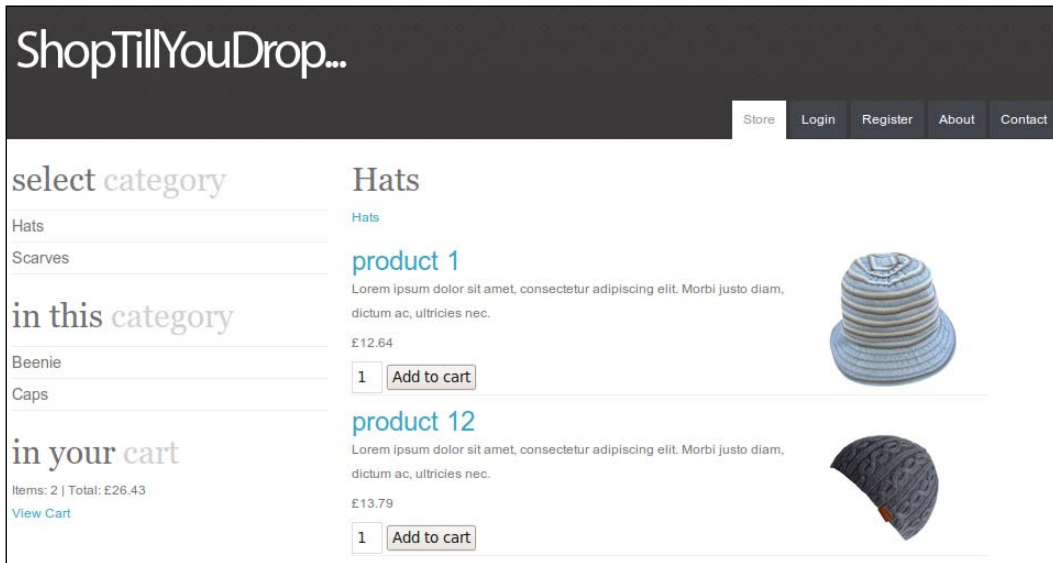 ShopTillYouDrop...
Store Login Register About Contact
select category
Hats
Scarves
in this category
Beenie
Caps
in your cart
Items: 2 | Total: £26.43
View Cart
Hats
Hats
product 1
Lorem ipsum dolor sit amet, consectetur adipiscing elit. Morbi justo diam,
dictum ac, ultricies nec.
£12.64
1 Add to cart
product 12
Lorem ipsum dolor sit amet, consectetur adipiscing elit. Morbi justo diam,
dictum ac, ultricies nec.
£13.79
1 Add to cart